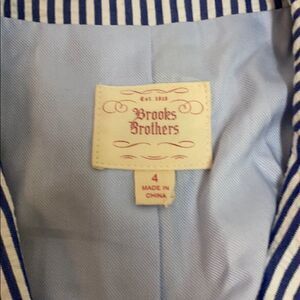 Est. 1818
Brooks
Brothers
4
MADE IN
CHINA